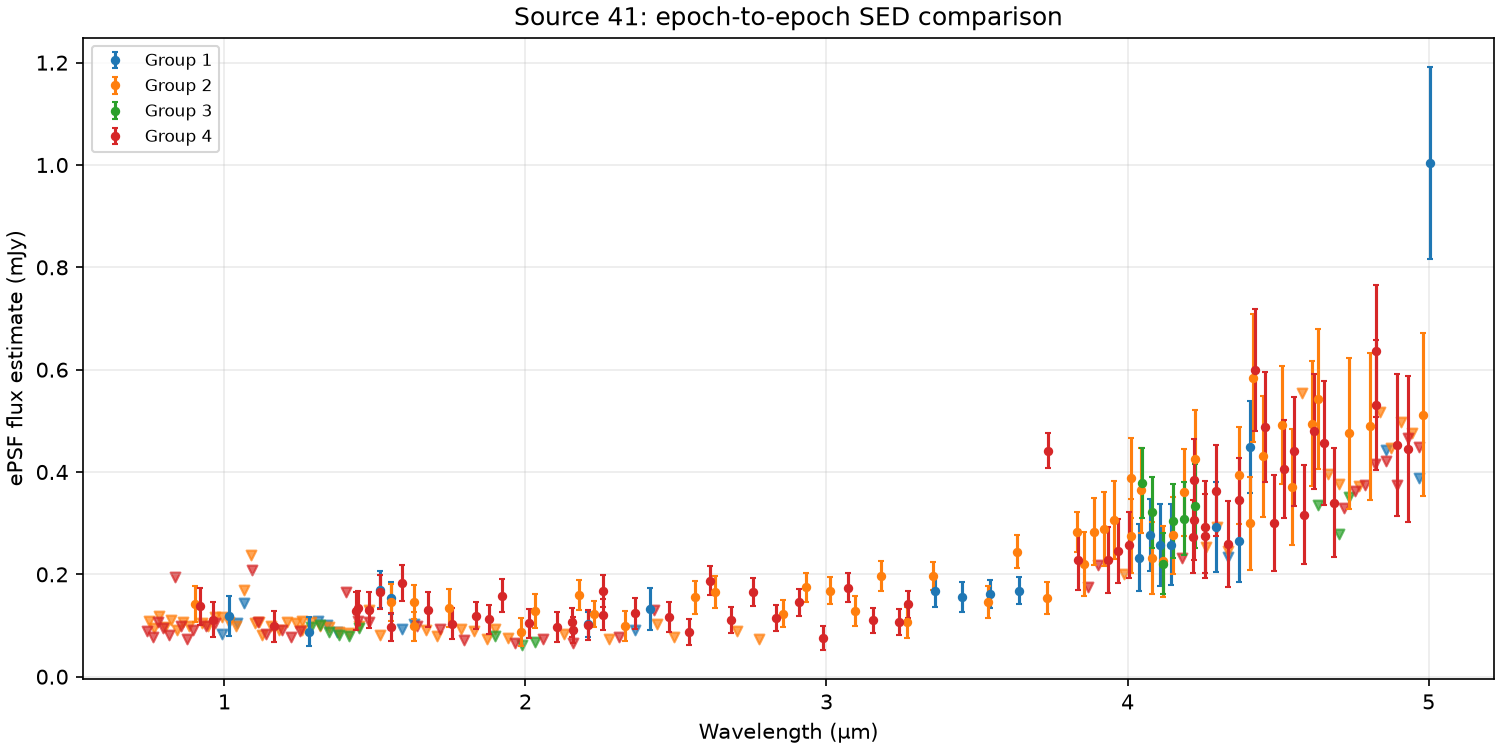 Source 41: epoch-to-epoch SED comparison
Group 1
Group 2
Group 3
Group 4
ePSF flux estimate (mJy)
1.2
1.0
0.8
0.6
0.4
0.2
0.0
1 2 3 4 5
Wavelength (μm)